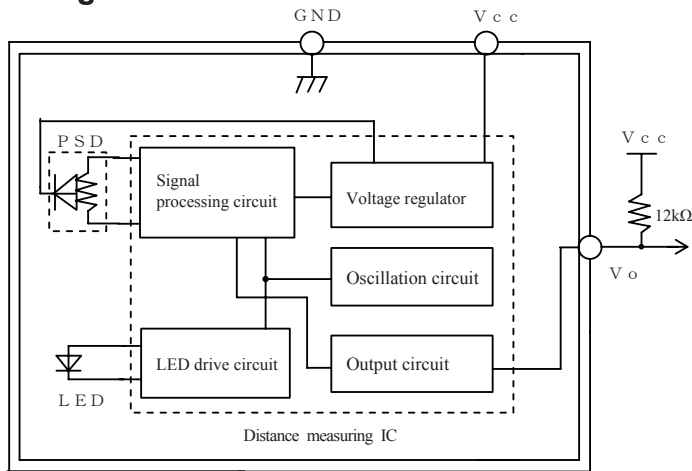 GND
Vcc
PSD
Signal
processing circuit
Voltage regulator
Vcc
12kΩ
Oscillation circuit
Vo
LED drive circuit
Output circuit
LED
Distance measuring IC